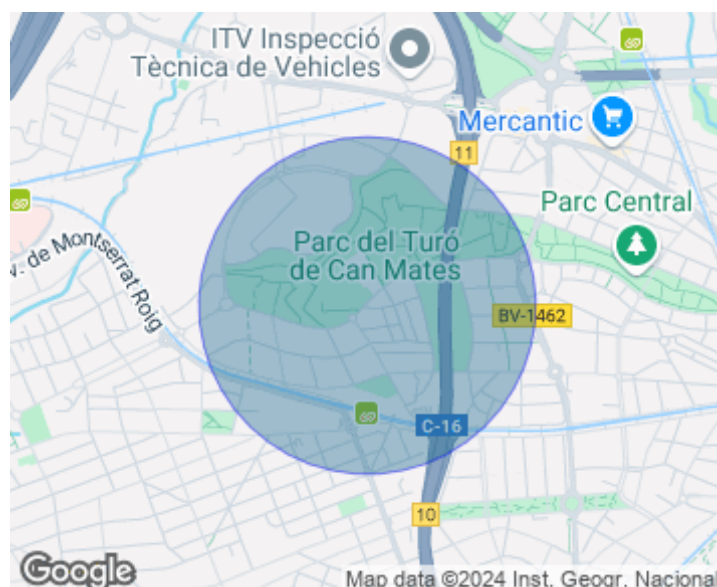 ITV Inspecció
Tècnica de Vehicles
Mercantic
11
Parc Central
Parc del Turó
de Can Mates
v. de Montserrat Roig
BV-1462
C-16
10
Google
Map data ©2024 Inst. Geogr. Naciona